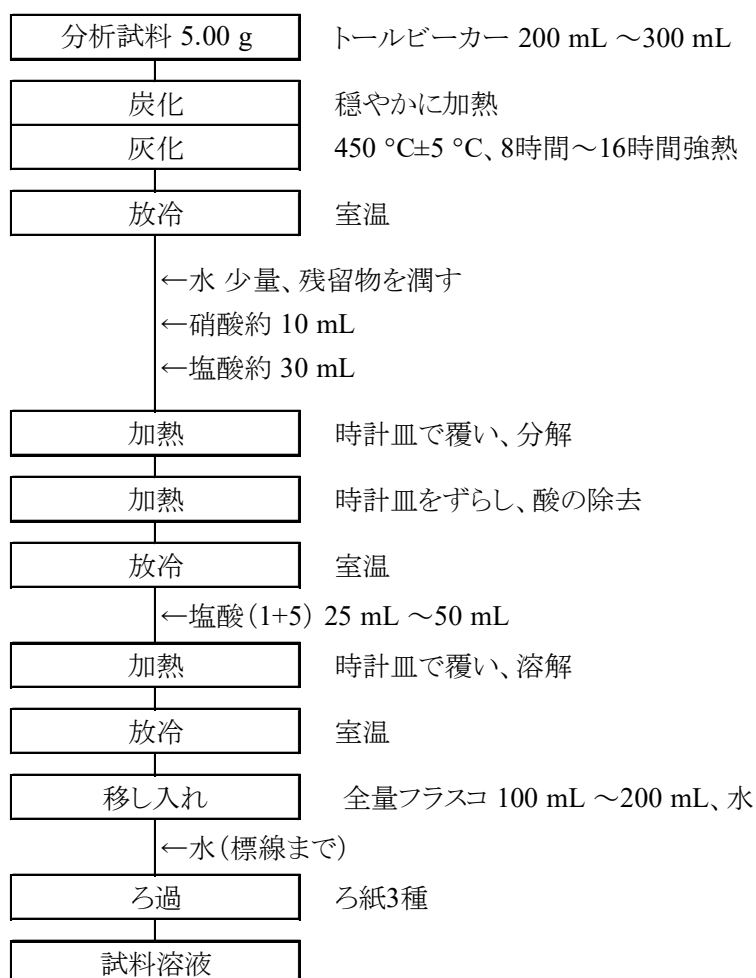 分析試料 5.00 g トールビーカー 200 mL ～300 mL
炭化 穏やかに加熱
灰化 450 °C±5 °C、8時間～16時間強熱
放冷 室温
←水 少量、残留物を潤す
←硝酸約 10 mL
←塩酸約 30 mL
加熱 時計皿で覆い、分解
加熱 時計皿をずらし、酸の除去
放冷 室温
←塩酸（1+5） 25 mL ～50 mL
加熱 時計皿で覆い、溶解
放冷 室温
移し入れ 全量フラスコ 100 mL ～200 mL、水
←水（標線まで）
ろ過 ろ紙3種
試料溶液